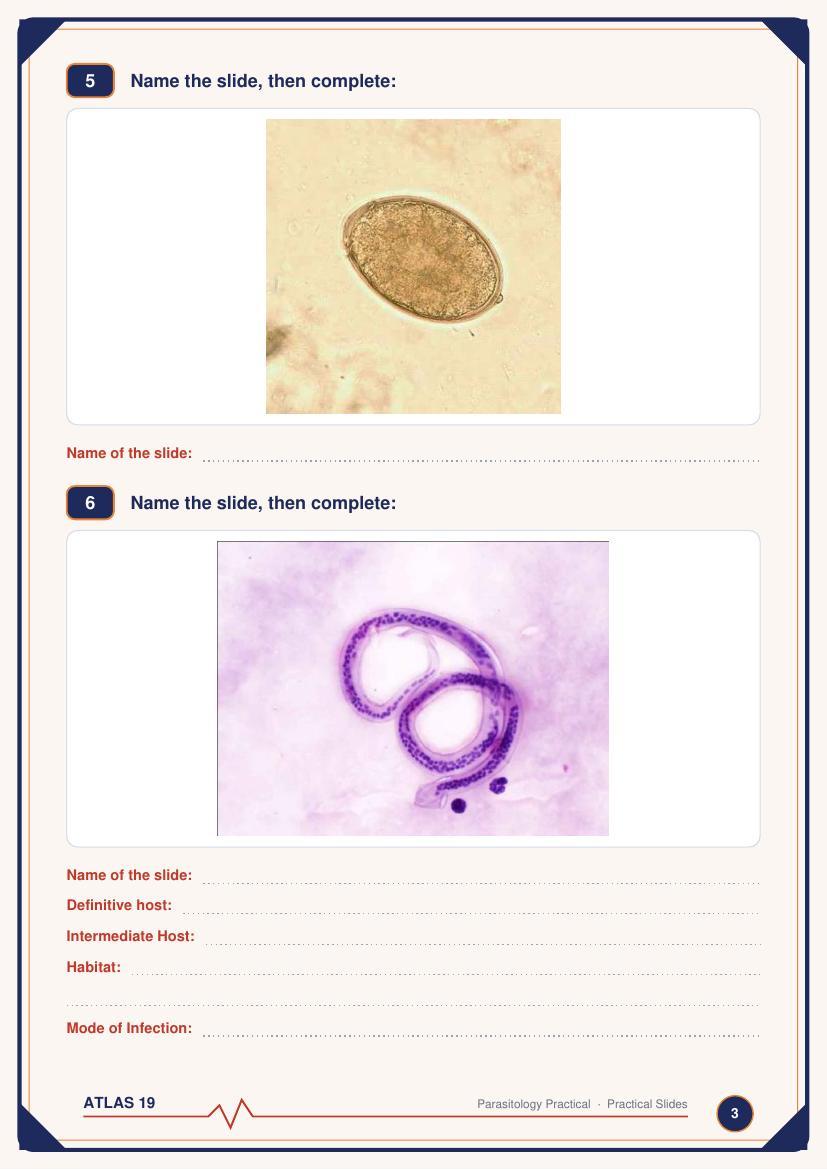 5 Name the slide, then complete:
Name of the slide:
6 Name the slide, then complete:
Name of the slide:
Definitive host:
Intermediate Host:
Habitat:
Mode of Infection:
ATLAS 19 Parasitology Practical · Practical Slides 3